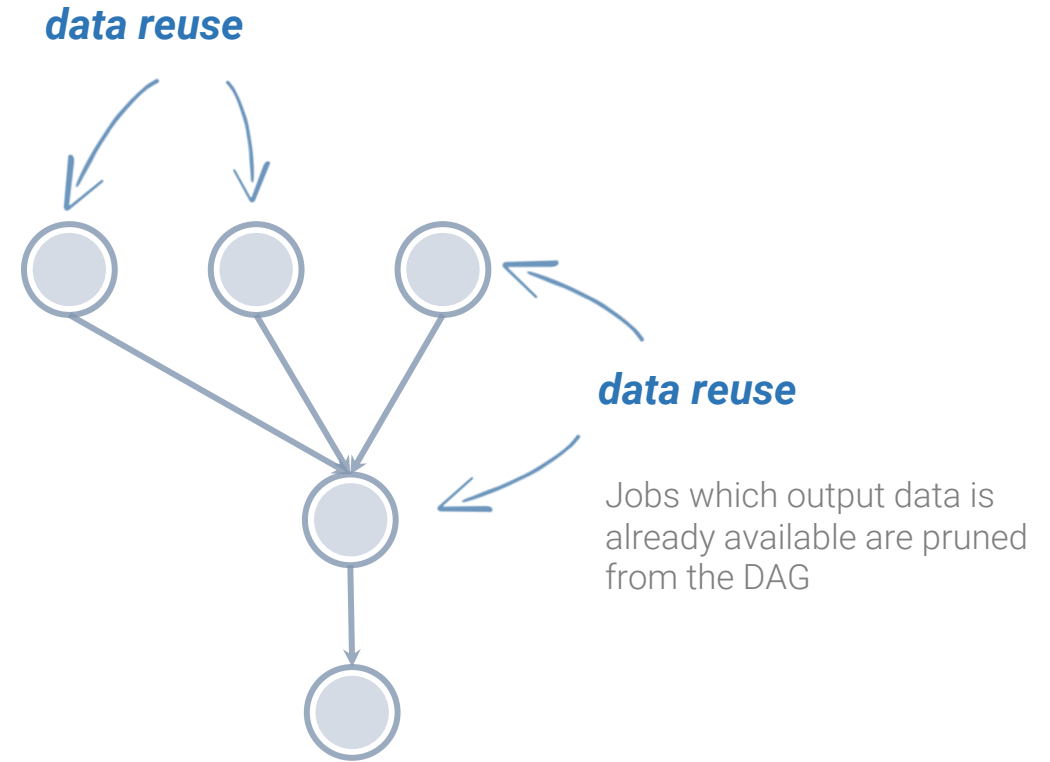 data reuse
data reuse
Jobs which output data is
already available are pruned
from the DAG